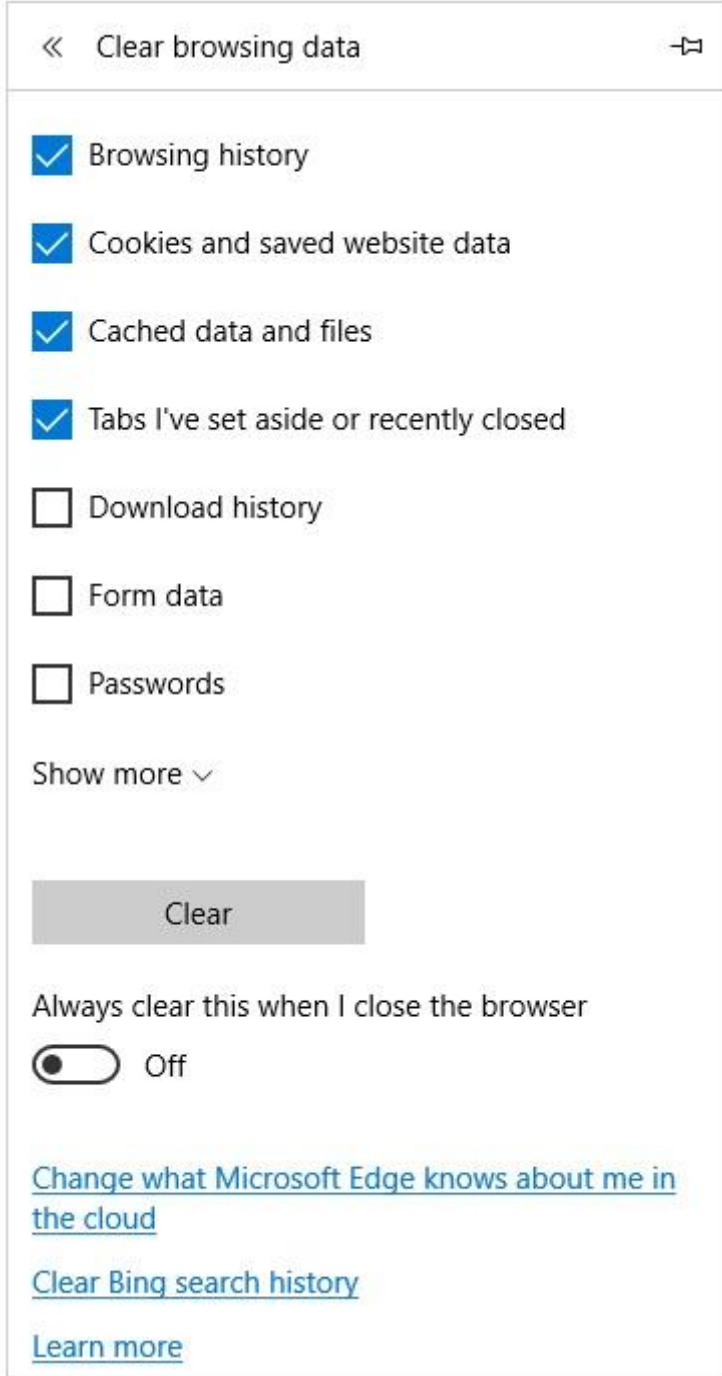 Clear browsing data
Browsing history
Cookies and saved website data
Cached data and files
Tabs I've set aside or recently closed
Download history
Form data
Passwords
Show more
Clear
Always clear this when I close the browser
Off
Change what Microsoft Edge knows about me in
the cloud
Clear Bing search history
Learn more